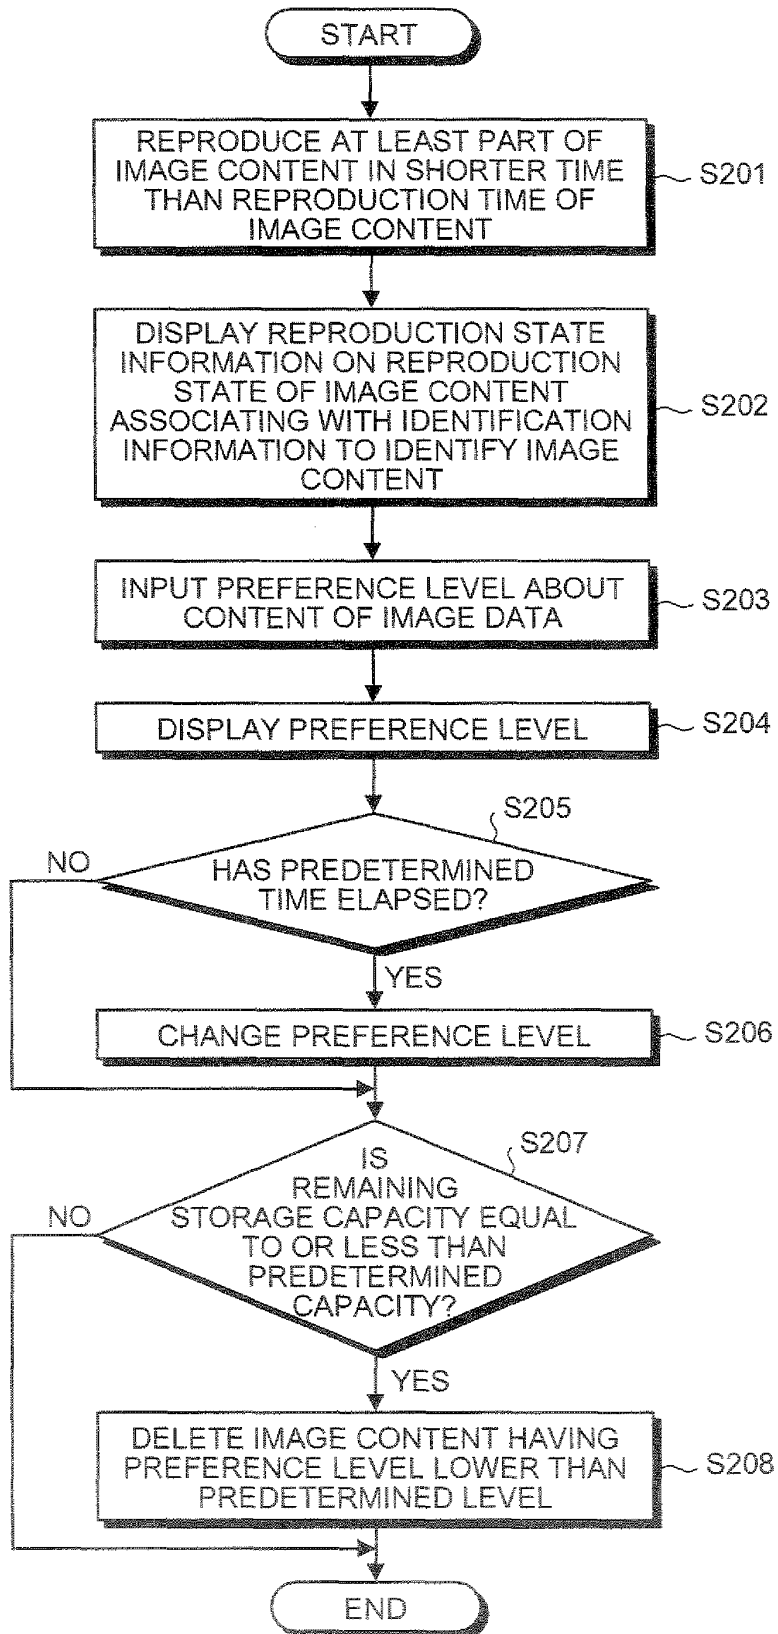 START
REPRODUCE AT LEAST PART OF
IMAGE CONTENT IN SHORTER TIME
THAN REPRODUCTION TIME OF
IMAGE CONTENT
S201
DISPLAY REPRODUCTION STATE
INFORMATION ON REPRODUCTION
STATE OF IMAGE CONTENT
ASSOCIATING WITH IDENTIFICATION
INFORMATION TO IDENTIFY IMAGE
CONTENT
S202
INPUT PREFERENCE LEVEL ABOUT
CONTENT OF IMAGE DATA
S203
DISPLAY PREFERENCE LEVEL
S204
S205
NO
HAS PREDETERMINED
TIME ELAPSED?
YES
CHANGE PREFERENCE LEVEL
S206
S207
IS
REMAINING
NO
STORAGE CAPACITY EQUAL
TO OR LESS THAN
PREDETERMINED
CAPACITY?
YES
DELETE IMAGE CONTENT HAVING
PREFERENCE LEVEL LOWER THAN
PREDETERMINED LEVEL
S208
END